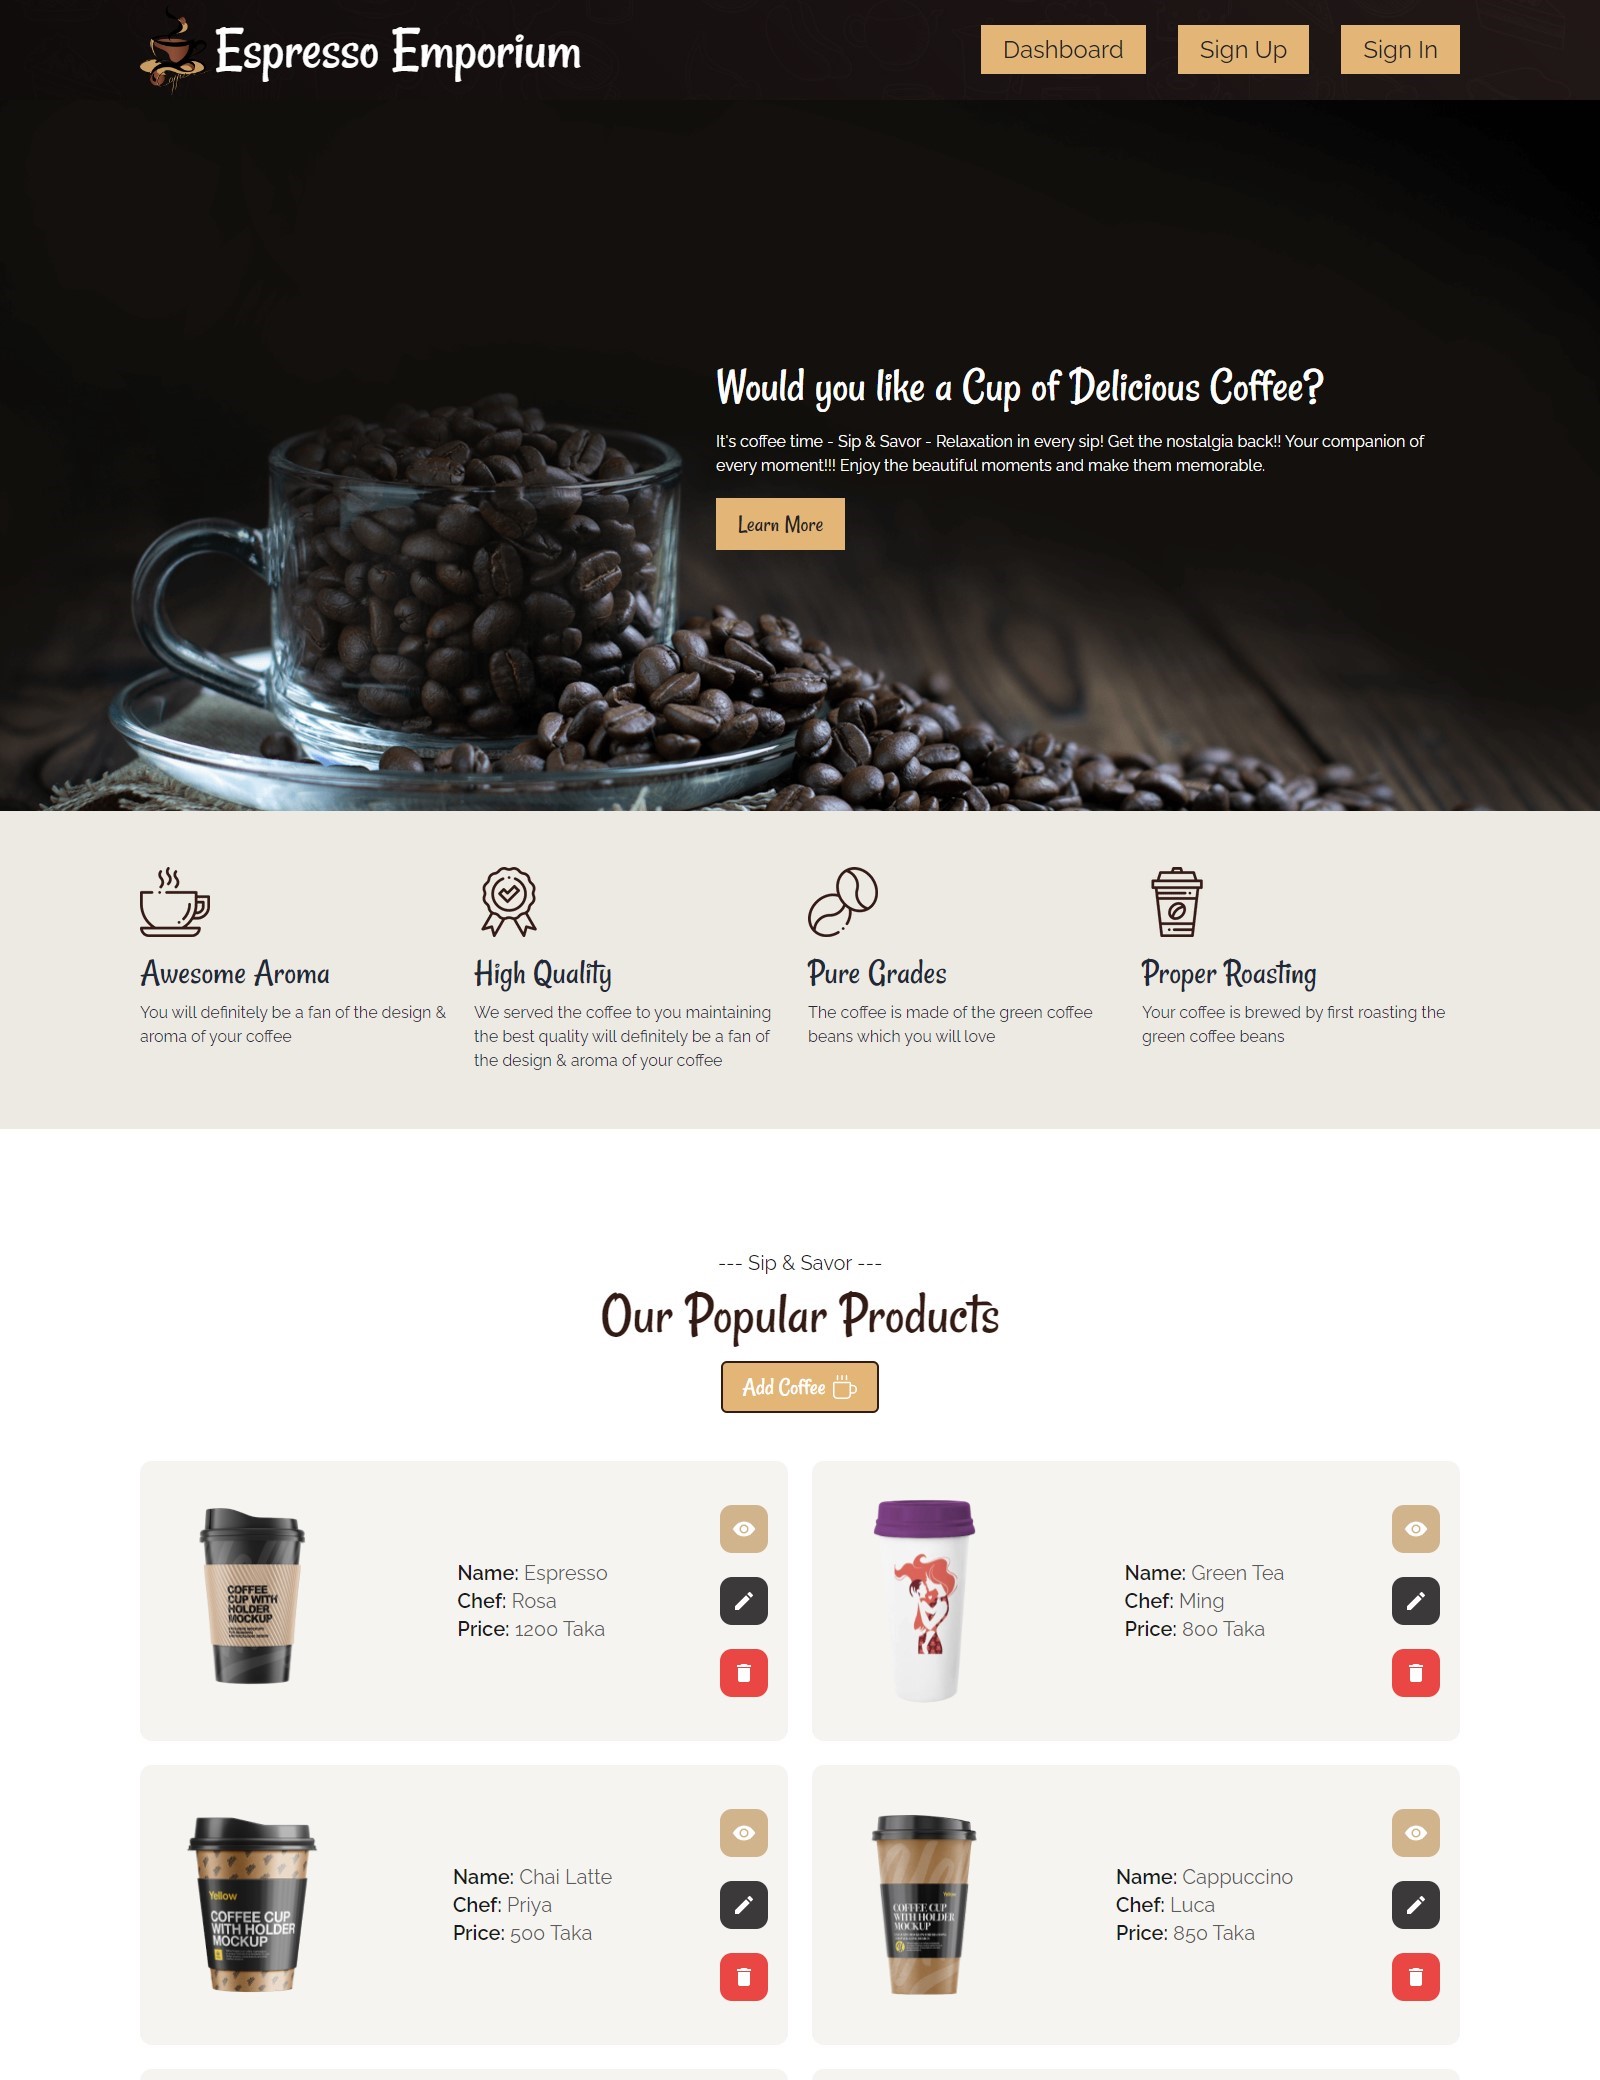 Espresso Emporium
Dashboard
Sign Up
Sign In
Would you like a Cup of Delicious Coffee?
It's coffee time - Sip & Savor - Relaxation in every sip! Get the nostalgia back!! Your companion of
every moment!!! Enjoy the beautiful moments and make them memorable.
Learn More
Awesome Aroma
You will definitely be a fan of the design &
aroma of your coffee
High Quality
We served the coffee to you maintaining
the best quality will definitely be a fan of
the design & aroma of your coffee
Pure Grades
The coffee is made of the green coffee
beans which you will love
Proper Roasting
Your coffee is brewed by first roasting the
green coffee beans
--- Sip & Savor ---
Our Popular Products
Add Coffee
COFFEE
CUP WITH
HOLDER
MOCKUP
Name: Espresso
Chef: Rosa
Price: 1200 Taka
Name: Green Tea
Chef: Ming
Price: 800 Taka
Yellow
COFFEE CUP
WITH HOLDER
MOCKUP
Name: Chai Latte
Chef: Priya
Price: 500 Taka
COFFEE CUP
WITH HOLDER
MOCKUP
Name: Cappuccino
Chef: Luca
Price: 850 Taka